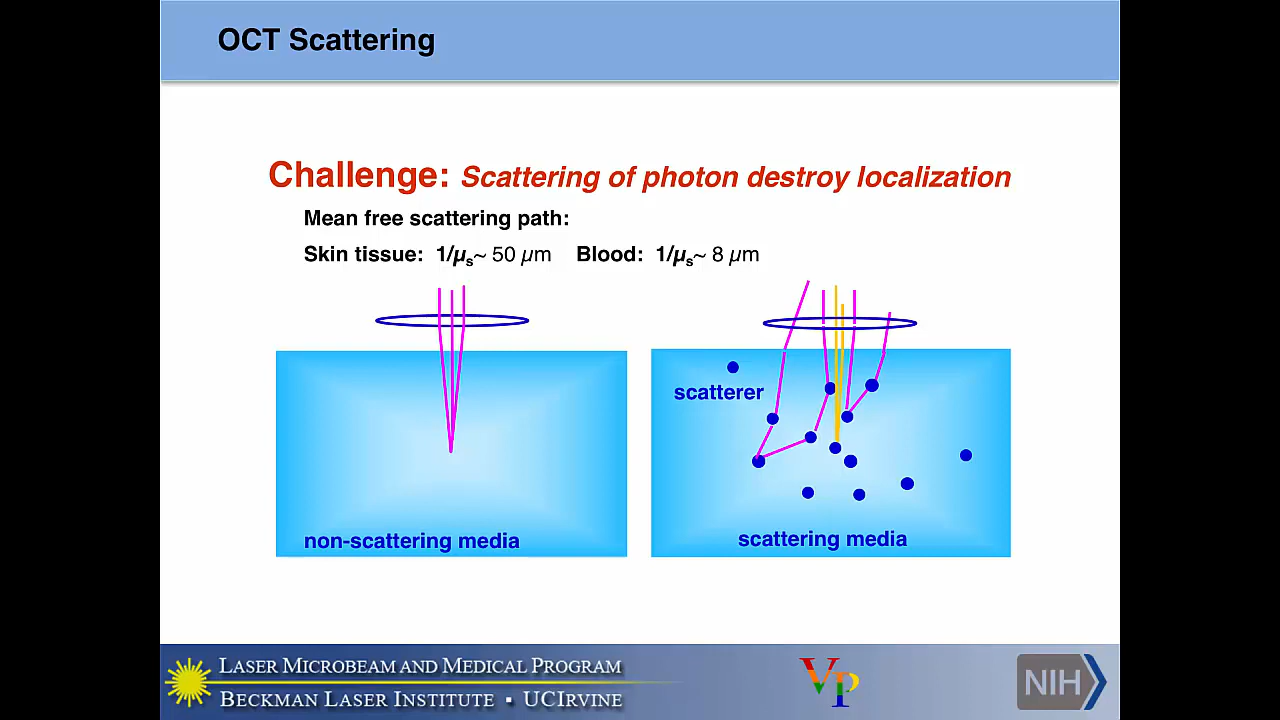 OCT Scattering
Challenge: Scattering of photon destroy localization
Mean free scattering path:
Skin tissue: 1/μs~ 50 μm Blood: 1/μs~ 8 μm
scatterer
non-scattering media
scattering media
LASER MICROBEAM AND MEDICAL PROGRAM
BECKMAN LASER INSTITUTE ▪ UCIRVINE
VP
NIH